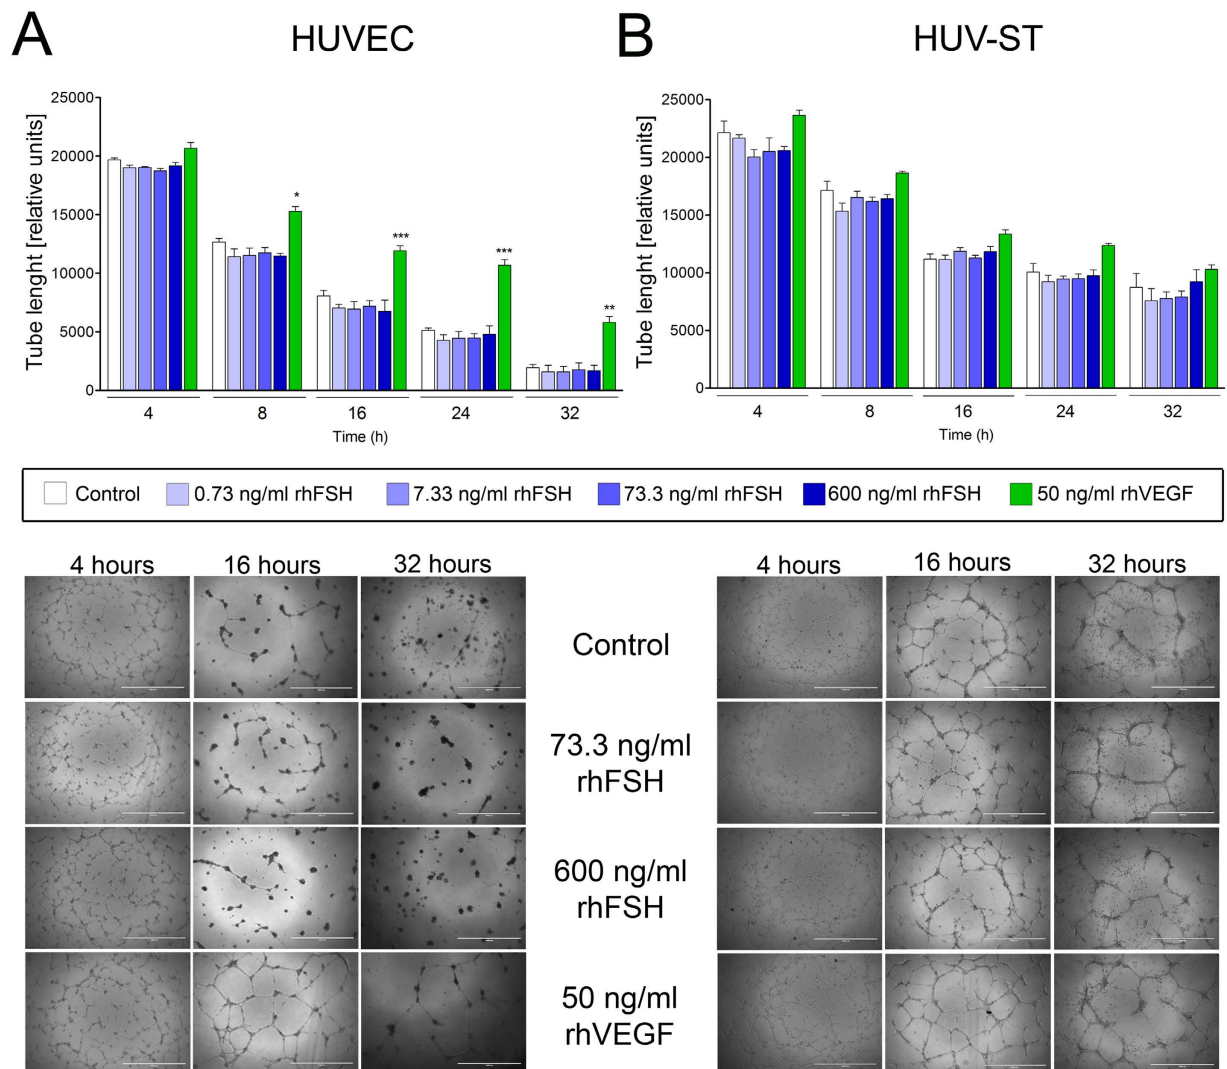 A
HUVEC
B
HUV-ST
Tube lenght [relative units]
25000
20000
15000
10000
5000
0
*
***
***
**
4
8
16
24
32
Time (h)
Tube lenght [relative units]
25000
20000
15000
10000
5000
0
4
8
16
24
32
Time (h)
Control
0.73 ng/ml rhFSH
7.33 ng/ml rhFSH
73.3 ng/ml rhFSH
600 ng/ml rhFSH
50 ng/ml rhVEGF
4 hours
16 hours
32 hours
4 hours
16 hours
32 hours
Control
73.3 ng/ml
rhFSH
600 ng/ml
rhFSH
50 ng/ml
rhVEGF